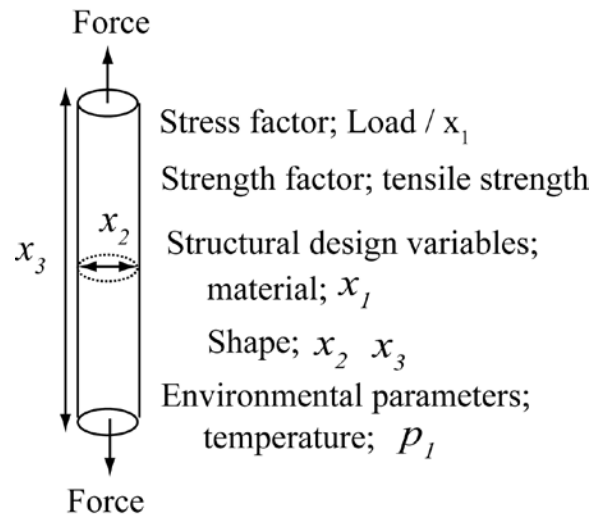 Force
Stress factor; Load / x₁
Strength factor; tensile strength
x₂
x₃
Structural design variables;
material; x₁
Shape; x₂ x₃
Environmental parameters;
temperature; p₁
Force